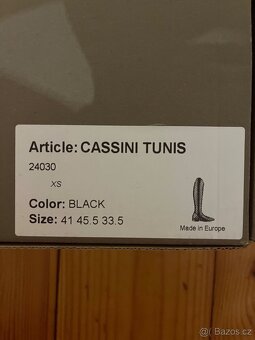 Article: CASSINI TUNIS
24030
XS
Color: BLACK
Size: 41 45.5 33.5
Made in Europe
Bazos.cz